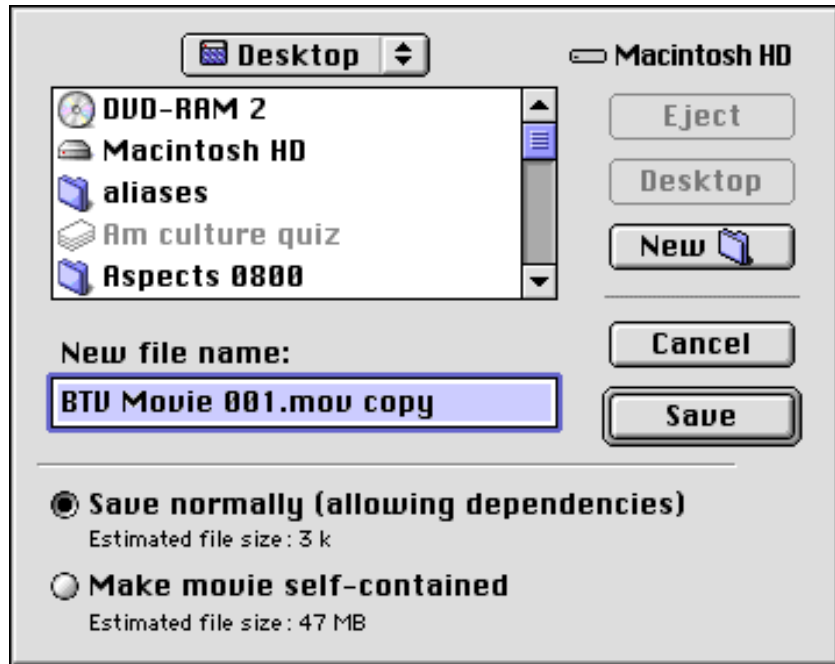 Desktop
Macintosh HD
DVD-RAM 2
Macintosh HD
aliases
Am culture quiz
Aspects 0800
Eject
Desktop
New
New file name:
BTV Movie 001.mov copy
Cancel
Save
Save normally (allowing dependencies)
Estimated file size: 3 k
Make movie self-contained
Estimated file size: 47 MB